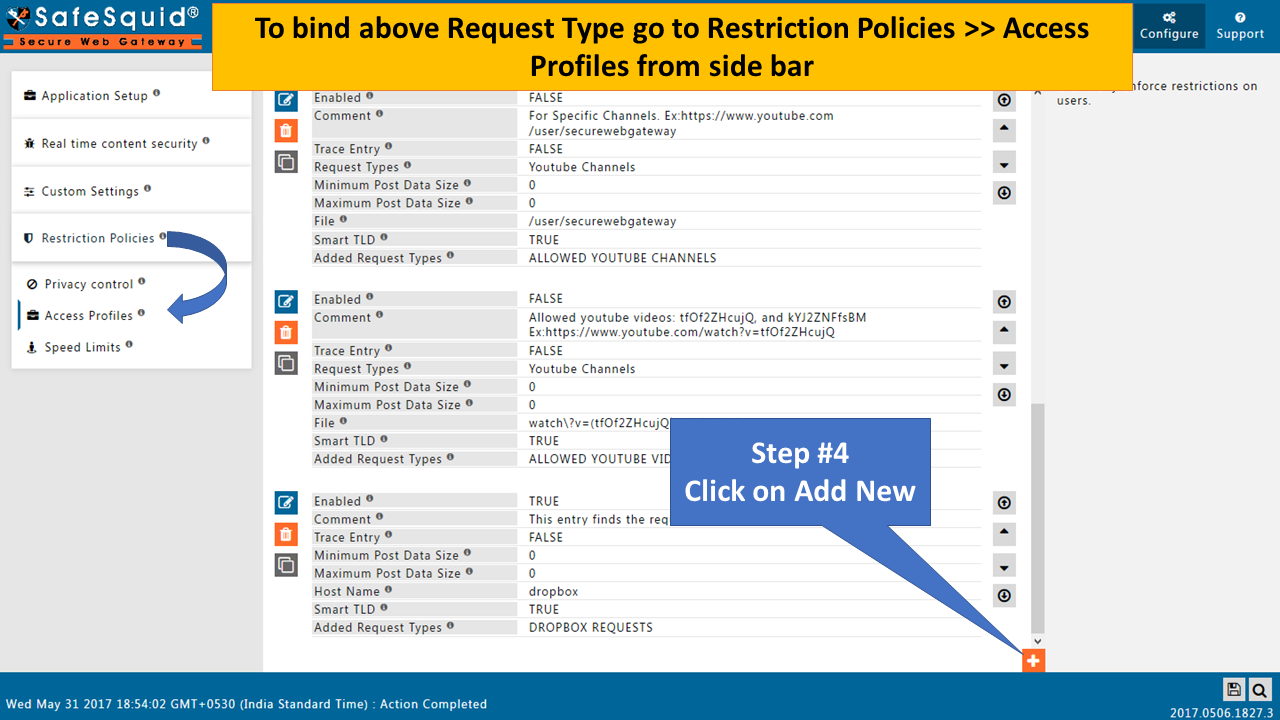 SafeSquid®
Secure Web Gateway
To bind above Request Type go to Restriction Policies >> Access
Profiles from side bar
Configure
Support
Application Setup
Real time content security
Custom Settings
Restriction Policies
Privacy control
Access Profiles
Speed Limits
Enabled FALSE
Comment For Specific Channels. Ex:https://www.youtube.com
/user/securewebgateway
Trace Entry FALSE
Request Types Youtube Channels
Minimum Post Data Size 0
Maximum Post Data Size 0
File /user/securewebgateway
Smart TLD TRUE
Added Request Types ALLOWED YOUTUBE CHANNELS
Enabled FALSE
Comment Allowed youtube videos: tfOf2ZHcujQ, and kYJ2ZNFfsBM
Ex:https://www.youtube.com/watch?v=tfOf2ZHcujQ
Trace Entry FALSE
Request Types Youtube Channels
Minimum Post Data Size 0
Maximum Post Data Size 0
File watch\?v=(tfOf2ZHcujQ
Smart TLD TRUE
Added Request Types ALLOWED YOUTUBE VID
Enabled TRUE
Comment This entry finds the req
Trace Entry FALSE
Minimum Post Data Size 0
Maximum Post Data Size 0
Host Name dropbox
Smart TLD TRUE
Added Request Types DROPBOX REQUESTS
Step #4
Click on Add New
nforce restrictions on
users.
Wed May 31 2017 18:54:02 GMT+0530 (India Standard Time) : Action Completed
2017.0506.1827.3